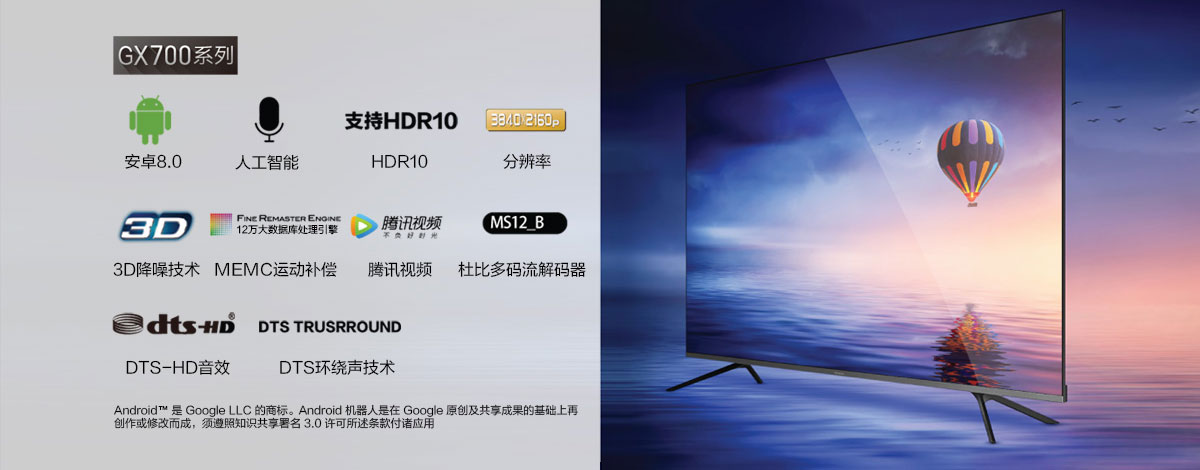 GX700系列
支持HDR10
3840\2160p
安卓8.0
人工智能
HDR10
分辨率
3D
FINE REMASTER ENGINE
12万大数据库处理引擎
腾讯视频
不负好时光
MS12_B
3D降噪技术
MEMC运动补偿
腾讯视频
杜比多码流解码器
dts-HD®
DTS TRUSRROUND
DTS-HD音效
DTS环绕声技术
Android™ 是 Google LLC 的商标。Android 机器人是在 Google 原创及共享成果的基础上再
创作或修改而成，须遵照知识共享署名 3.0 许可所述条款付诸应用